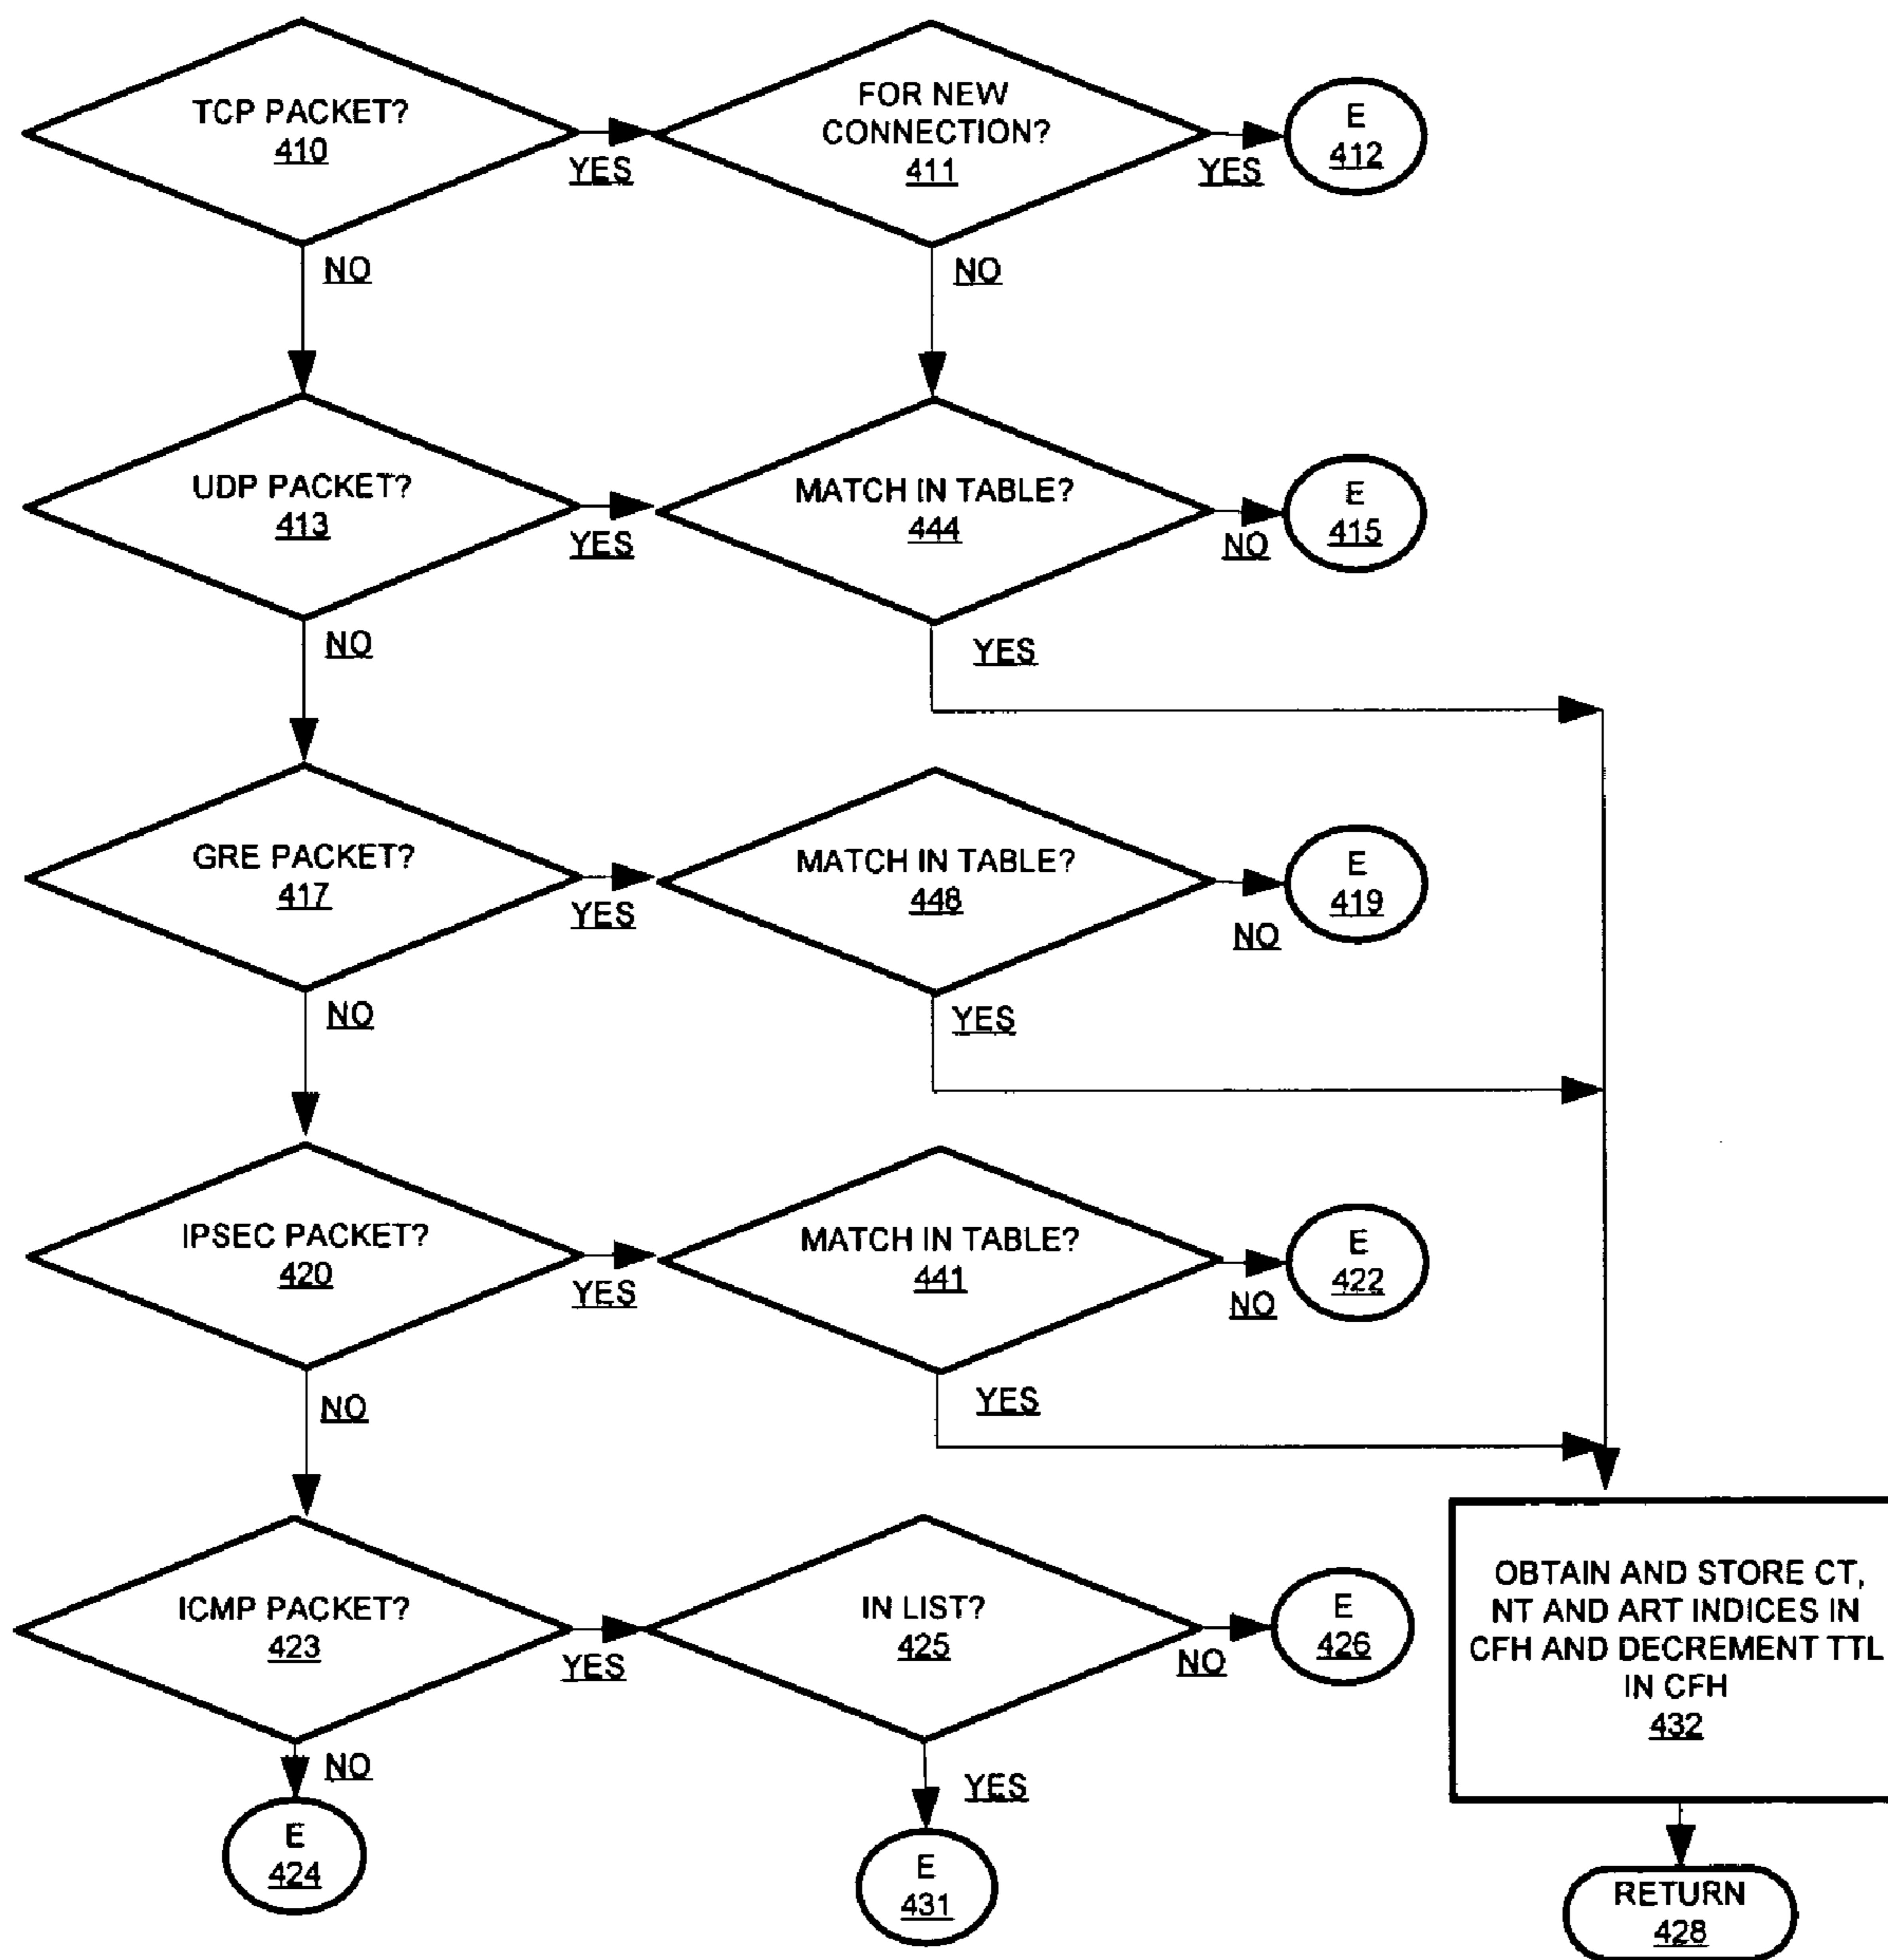 TCP PACKET?
410
YES
NO
FOR NEW
CONNECTION?
411
YES
NO
E
412
UDP PACKET?
413
YES
NO
MATCH IN TABLE?
444
NO
YES
E
415
GRE PACKET?
417
YES
NO
MATCH IN TABLE?
448
NO
YES
E
419
IPSEC PACKET?
420
YES
NO
MATCH IN TABLE?
441
NO
YES
E
422
ICMP PACKET?
423
YES
NO
IN LIST?
425
NO
YES
E
426
OBTAIN AND STORE CT,
NT AND ART INDICES IN
CFH AND DECREMENT TTL
IN CFH
432
E
424
E
431
RETURN
428